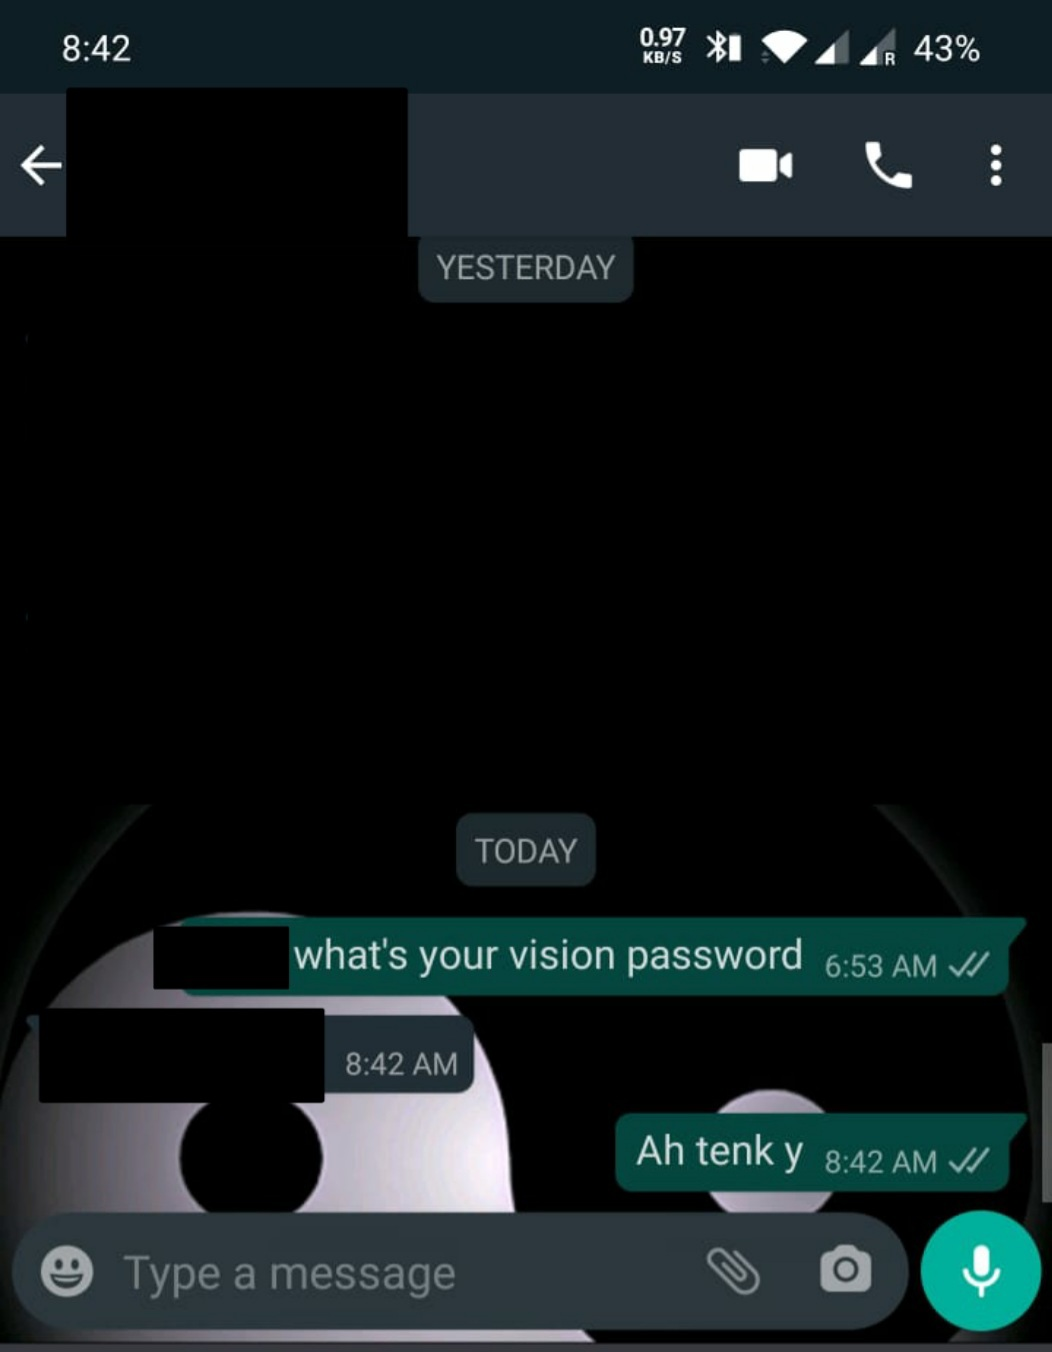 8:42 0.97 KB/S R 43%
YESTERDAY
TODAY
what's your vision password 6:53 AM
8:42 AM
Ah tenk y 8:42 AM
Type a message